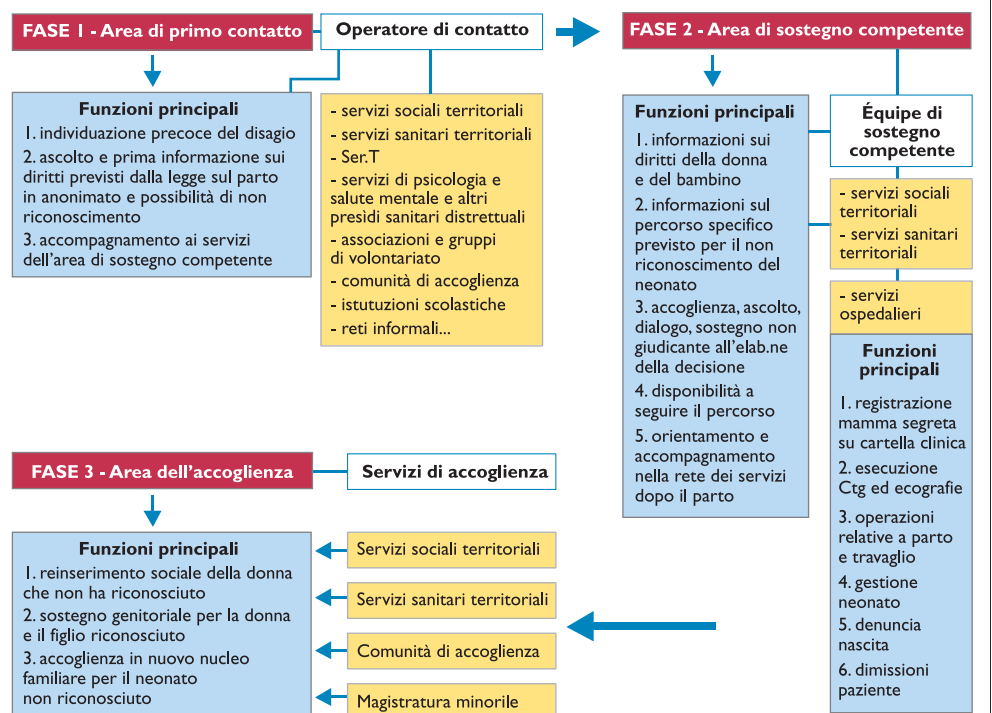 FASE 1 - Area di primo contatto
Operatore di contatto
Funzioni principali
1. individuazione precoce del disagio
2. ascolto e prima informazione sui
diritti previsti dalla legge sul parto
in anonimato e possibilità di non
riconoscimento
3. accompagnamento ai servizi
dell'area di sostegno competente
- servizi sociali territoriali
- servizi sanitari territoriali
- Ser.T
- servizi di psicologia e
salute mentale e altri
presìdi sanitari distrettuali
- associazioni e gruppi
di volontariato
- comunità di accoglienza
- istutuzioni scolastiche
- reti informali...
FASE 2 - Area di sostegno competente
Funzioni principali
1. informazioni sui
diritti della donna
e del bambino
2. informazioni sul
percorso specifico
previsto per il non
riconoscimento del
neonato
3. accoglienza, ascolto,
dialogo, sostegno non
giudicante all'elab.ne
della decisione
4. disponibilità a
seguire il percorso
5. orientamento e
accompagnamento
nella rete dei servizi
dopo il parto
Équipe di
sostegno
competente
- servizi sociali
territoriali
- servizi sanitari
territoriali
- servizi
ospedalieri
Funzioni
principali
1. registrazione
mamma segreta
su cartella clinica
2. esecuzione
Ctg ed ecografie
3. operazioni
relative a parto
e travaglio
4. gestione
neonato
5. denuncia
nascita
6. dimissioni
paziente
FASE 3 - Area dell'accoglienza
Servizi di accoglienza
Funzioni principali
1. reinserimento sociale della donna
che non ha riconosciuto
2. sostegno genitoriale per la donna
e il figlio riconosciuto
3. accoglienza in nuovo nucleo
familiare per il neonato
non riconosciuto
Servizi sociali territoriali
Servizi sanitari territoriali
Comunità di accoglienza
Magistratura minorile